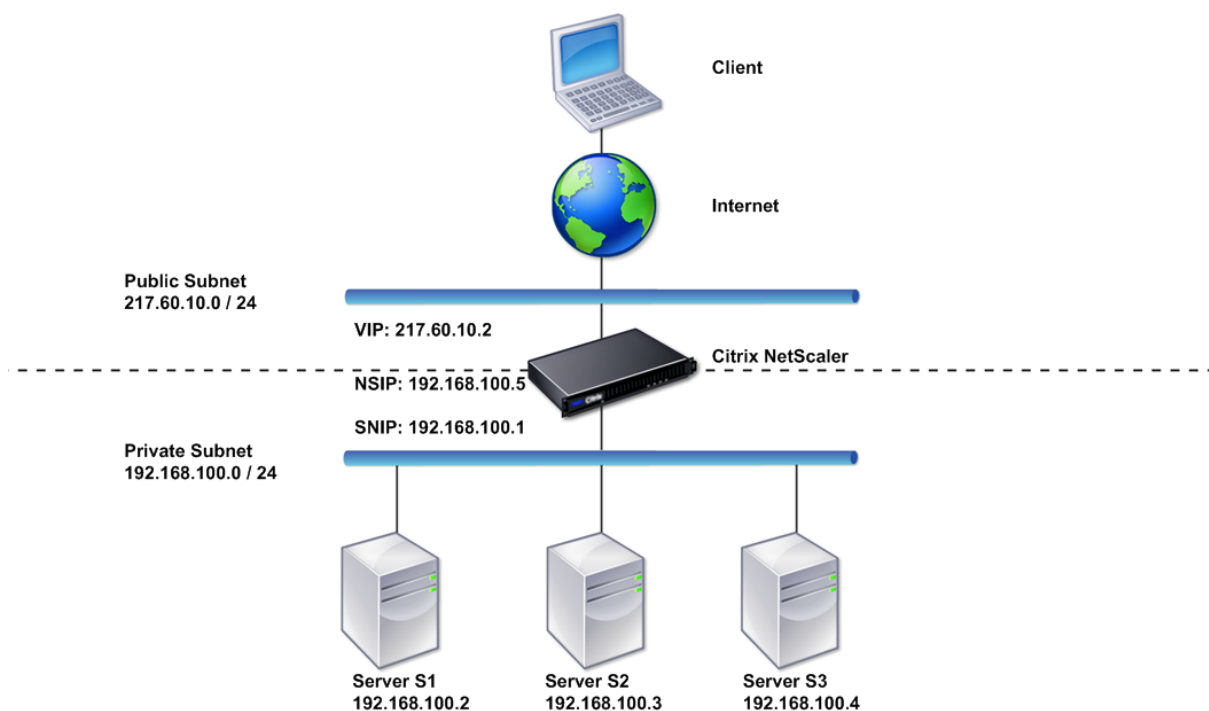 Client
Internet
Public Subnet
217.60.10.0 / 24
VIP: 217.60.10.2
Citrix NetScaler
NSIP: 192.168.100.5
SNIP: 192.168.100.1
Private Subnet
192.168.100.0 / 24
Server S1
192.168.100.2
Server S2
192.168.100.3
Server S3
192.168.100.4